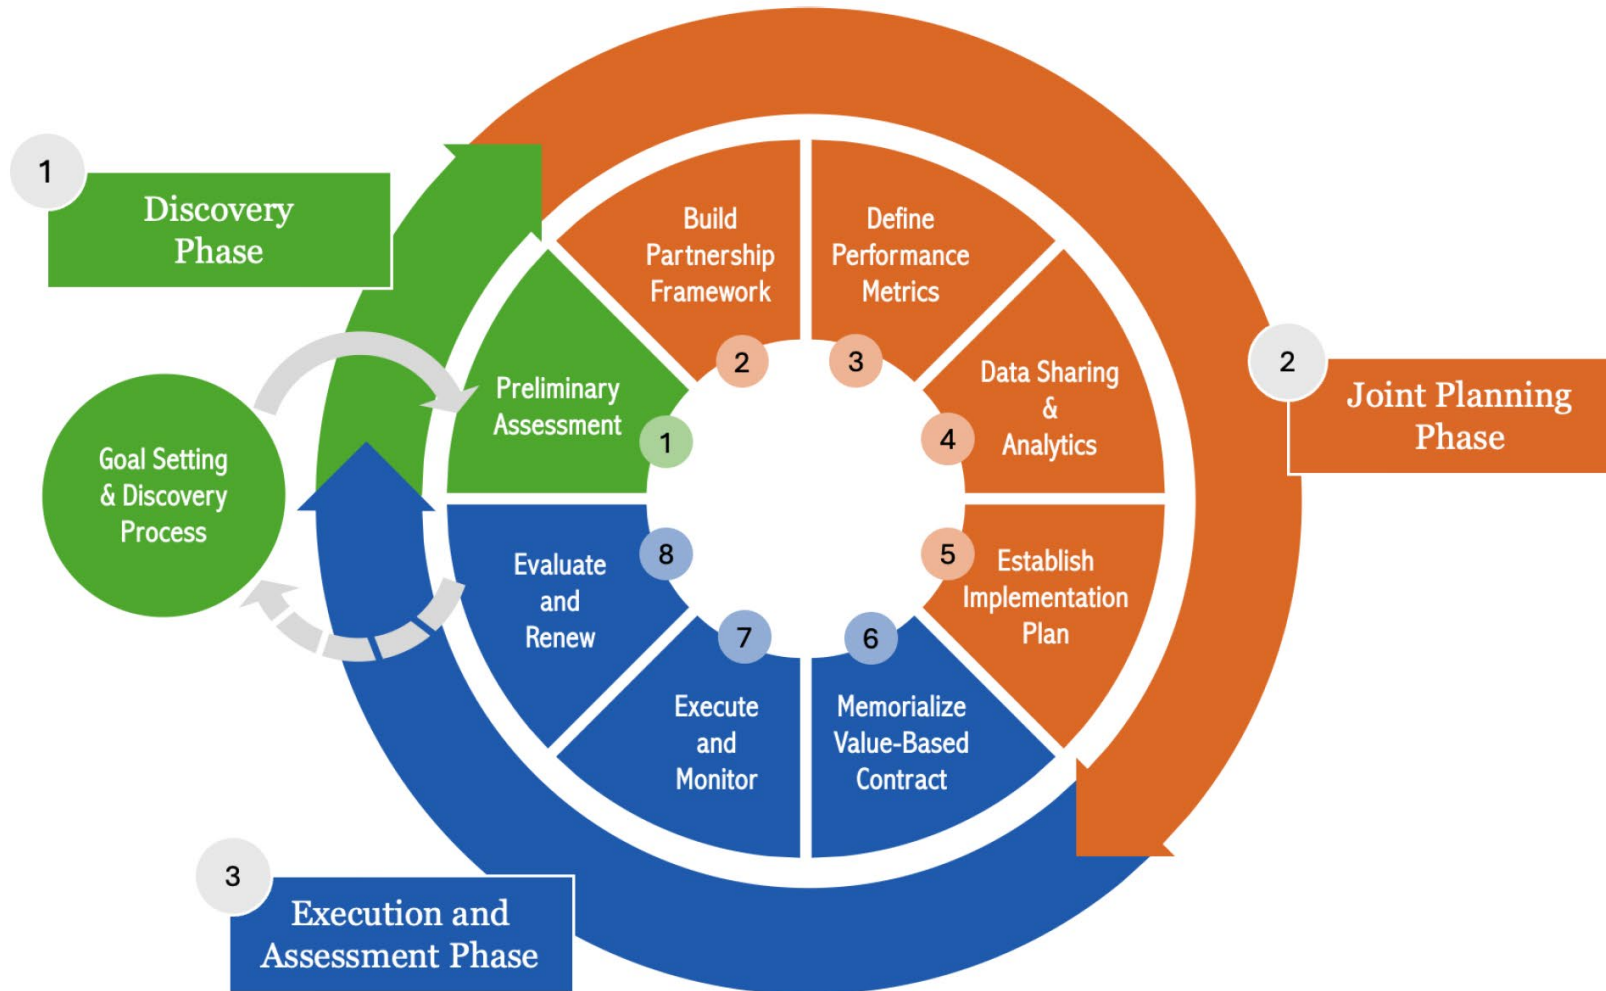 1
Discovery
Phase
Goal Setting
& Discovery
Process
Preliminary
Assessment
1
Build
Partnership
Framework
2
Define
Performance
Metrics
3
Data Sharing
&
Analytics
4
2
Joint Planning
Phase
Establish
Implementation
Plan
5
Memorialize
Value-Based
Contract
6
Execute
and
Monitor
7
Evaluate
and
Renew
8
3
Execution and
Assessment Phase